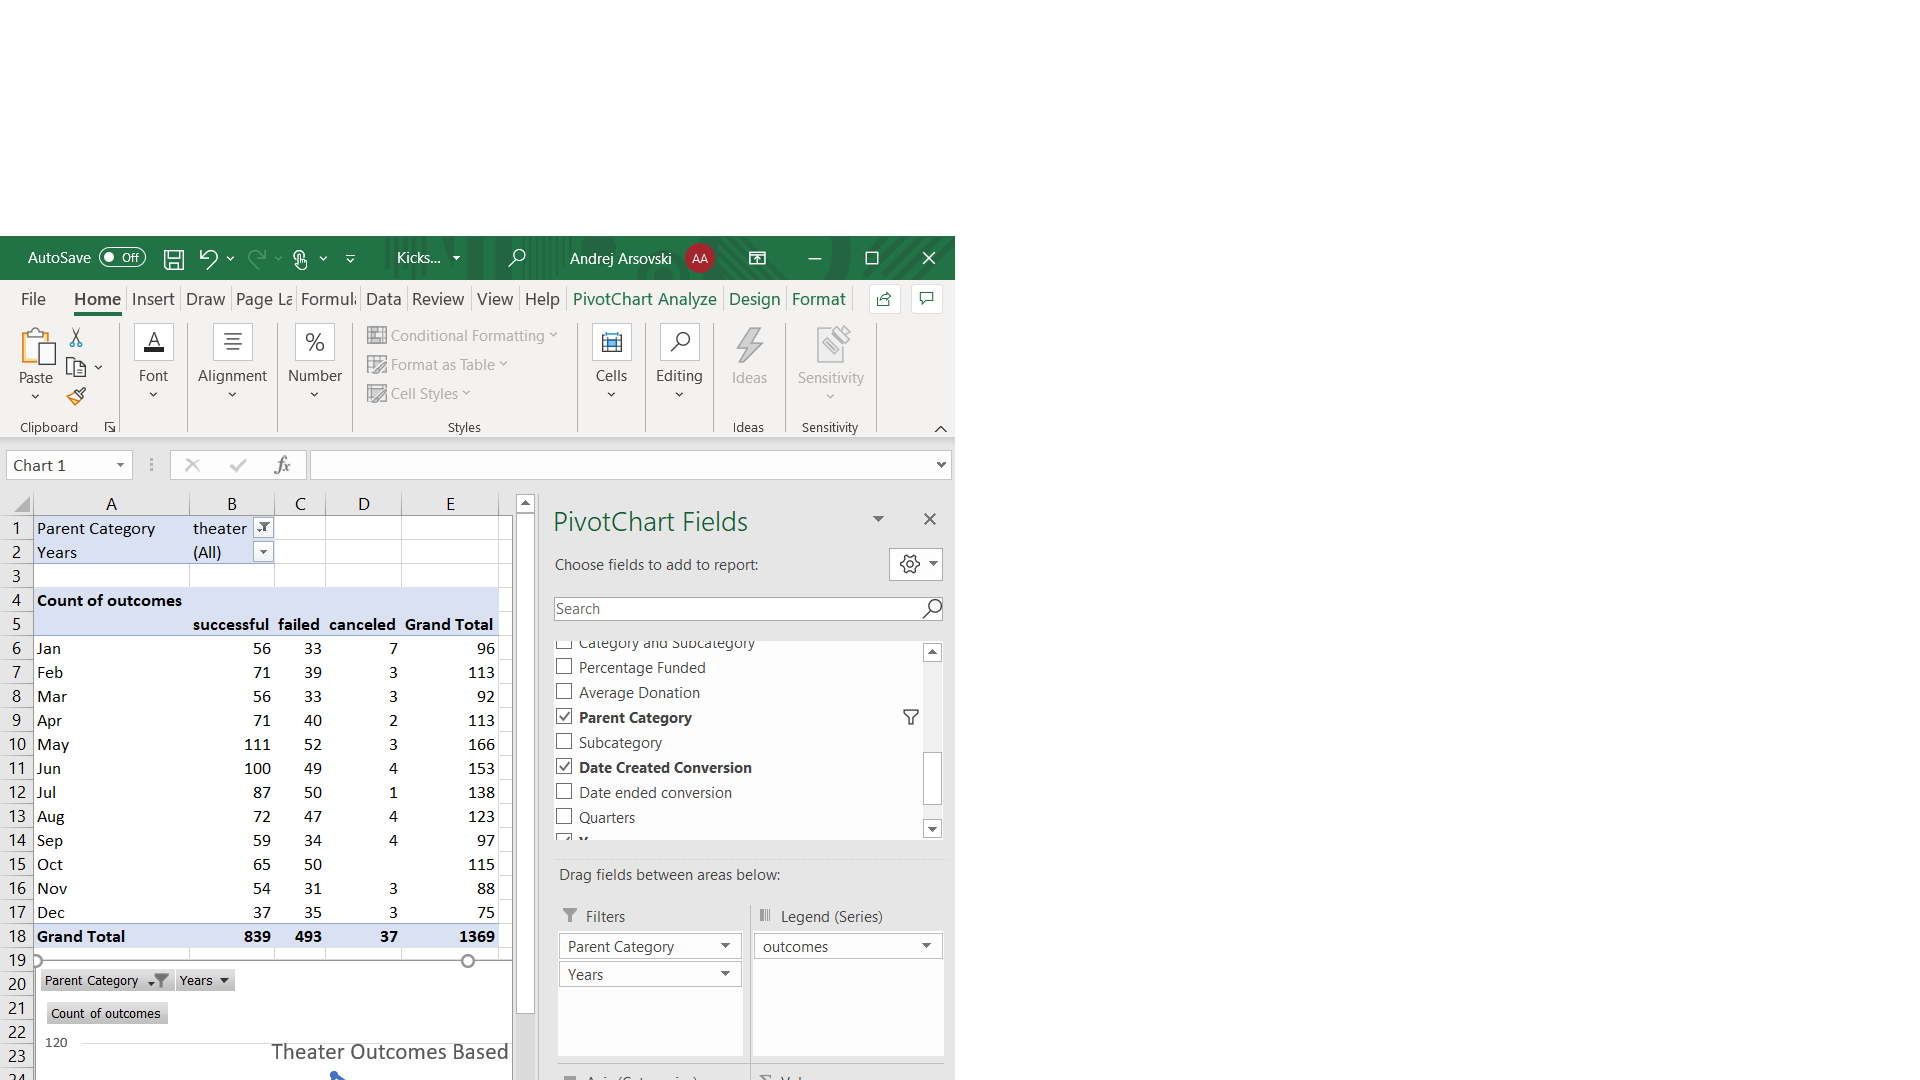 AutoSave Off Kicks... Andrej Arsovski AA
File Home Insert Draw Page La Formul Data Review View Help PivotChart Analyze Design Format
Paste Font Alignment Number Conditional Formatting Format as Table Cell Styles Cells Editing Ideas Sensitivity
Clipboard Styles Ideas Sensitivity
Chart 1 fx
A B C D E
1 Parent Category theater
2 Years (All)
3
4 Count of outcomes
5 successful failed canceled Grand Total
6 Jan 56 33 7 96
7 Feb 71 39 3 113
8 Mar 56 33 3 92
9 Apr 71 40 2 113
10 May 111 52 3 166
11 Jun 100 49 4 153
12 Jul 87 50 1 138
13 Aug 72 47 4 123
14 Sep 59 34 4 97
15 Oct 65 50 115
16 Nov 54 31 3 88
17 Dec 37 35 3 75
18 Grand Total 839 493 37 1369
19
20 Parent Category Years
21 Count of outcomes
22 120
23 Theater Outcomes Based
24
PivotChart Fields
Choose fields to add to report:
Search
Category and Subcategory
Percentage Funded
Average Donation
Parent Category
Subcategory
Date Created Conversion
Date ended conversion
Quarters
Drag fields between areas below:
Filters
Parent Category
Years
Legend (Series)
outcomes